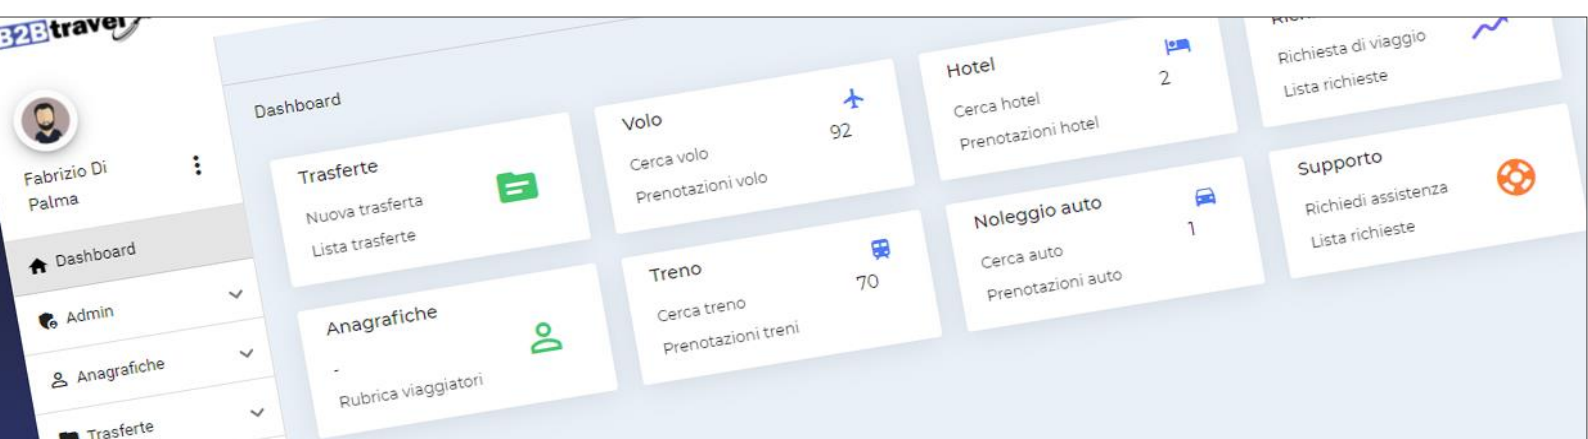 B2Btravel
Fabrizio Di
Palma
Dashboard
Admin
Anagrafiche
Trasferte
Dashboard
Trasferte
Nuova trasferta
Lista trasferte
Anagrafiche
-
Rubrica viaggiatori
Volo
92
Cerca volo
Prenotazioni volo
Treno
70
Cerca treno
Prenotazioni treni
Hotel
2
Cerca hotel
Prenotazioni hotel
Noleggio auto
1
Cerca auto
Prenotazioni auto
Richiesta di viaggio
Lista richieste
Supporto
Richiedi assistenza
Lista richieste